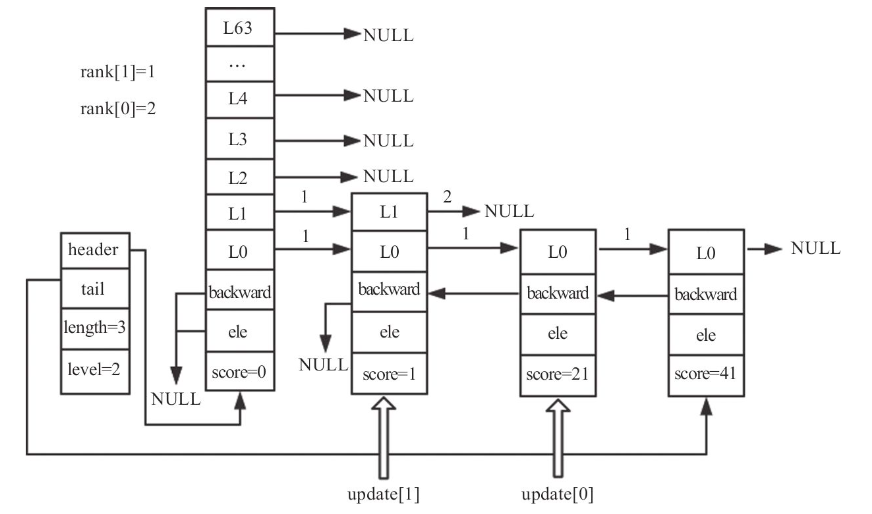 rank[1]=1
rank[0]=2
L63
NULL
…
L4
NULL
L3
NULL
L2
NULL
L1
1
L1
2
NULL
L0
1
L0
1
L0
1
L0
NULL
header
tail
length=3
level=2
backward
ele
score=0
NULL
backward
ele
score=1
NULL
backward
ele
score=21
backward
ele
score=41
update[1]
update[0]